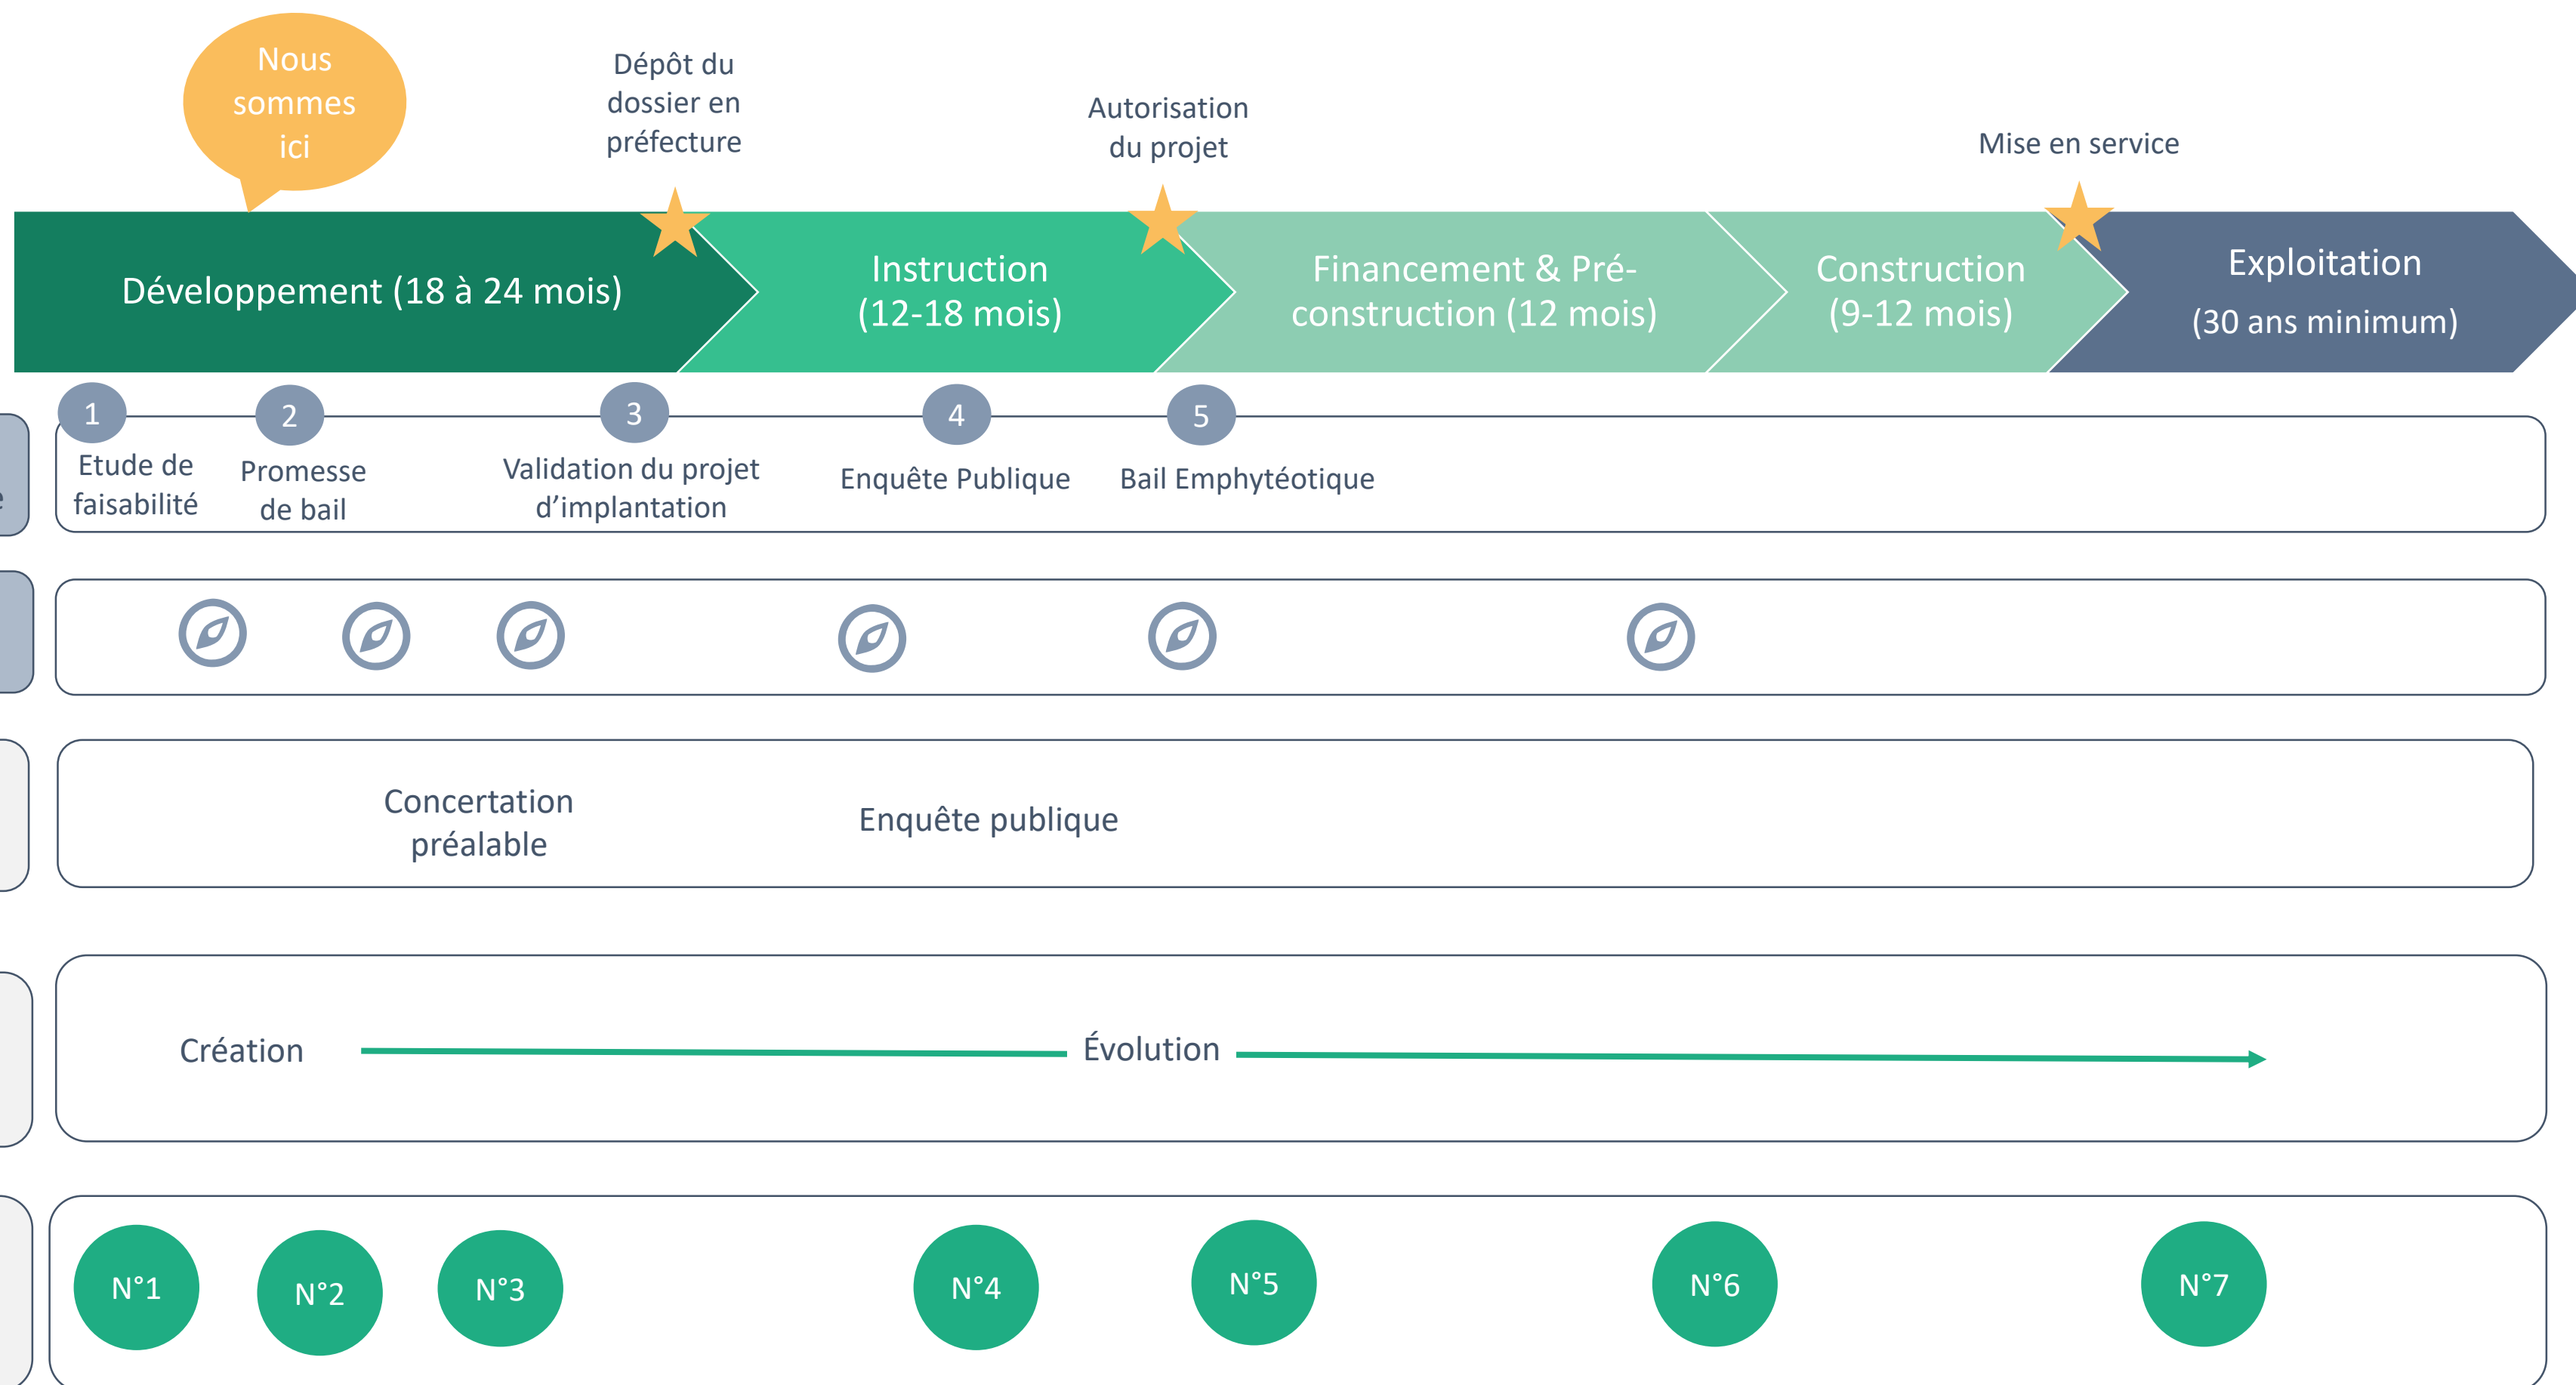 Nous
sommes
ici
Dépôt du
dossier en
préfecture
Autorisation
du projet
Mise en service
Développement (18 à 24 mois)
Instruction
(12-18 mois)
Financement & Pré-
construction (12 mois)
Construction
(9-12 mois)
Exploitation
(30 ans minimum)
1
2
3
4
5
Etude de
faisabilité
Promesse
de bail
Validation du projet
d’implantation
Enquête Publique
Bail Emphytéotique
Concertation
préalable
Enquête publique
Création
Évolution
N°1
N°2
N°3
N°4
N°5
N°6
N°7